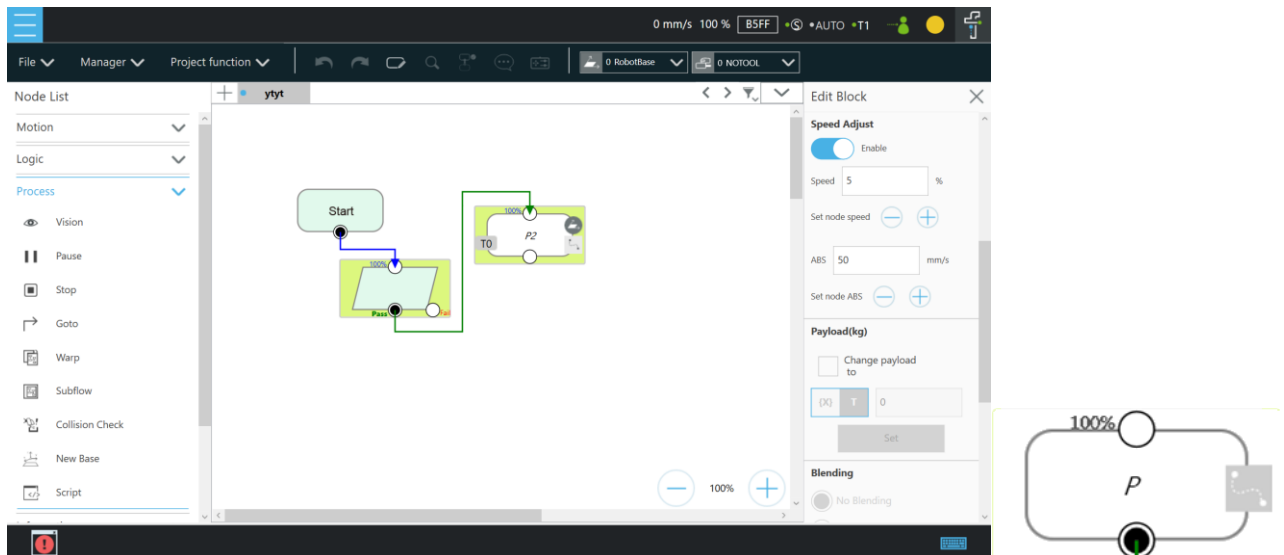 0 mm/s 100 % B5FF •Ⓢ •AUTO •T1
File Manager Project function 0 RobotBase 0 NOTOOL
Node List
Motion
Logic
Process
Vision
Pause
Stop
Goto
Warp
Subflow
Collision Check
New Base
Script
ytyt
Start
100%
Pass
Fail
100%
T0
P2
100%
Edit Block
Speed Adjust
Enable
Speed 5 %
Set node speed
ABS 50 mm/s
Set node ABS
Payload(kg)
Change payload
to
{X} T 0
Set
Blending
No Blending
100%
P